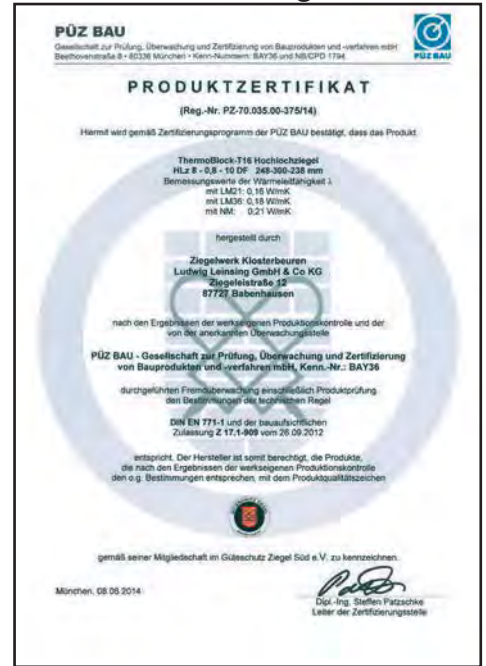 PÜZ BAU
Gesellschaft zur Prüfung, Überwachung und Zertifizierung von Bauprodukten und -verfahren mbH
Beethovenstraße 8 • 80336 München • Kenn-Nummern: BAY36 und NB/CPD 1794
PÜZ BAU
PRODUKTZERTIFIKAT
(Reg.-Nr. PZ-70.035.00-375/14)
Hiermit wird gemäß Zertifizierungsprogramm der PÜZ BAU bestätigt, dass das Produkt
ThermoBlock-T16 Hochlochziegel
HLz 8 - 0,8 - 10 DF 248-300-238 mm
Bemessungswerte der Wärmeleitfähigkeit λ
mit LM21: 0,16 W/mK
mit LM36: 0,18 W/mK
mit NM: 0,21 W/mK
hergestellt durch
Ziegelwerk Klosterbeuren
Ludwig Leinsing GmbH & Co KG
Ziegeleistraße 12
87727 Babenhausen
nach den Ergebnissen der werkseigenen Produktionskontrolle und der
von der anerkannten Überwachungsstelle
PÜZ BAU - Gesellschaft zur Prüfung, Überwachung und Zertifizierung
von Bauprodukten und -verfahren mbH, Kenn.-Nr.: BAY36
durchgeführten Fremdüberwachung einschließlich Produktprüfung
den Bestimmungen der technischen Regel
DIN EN 771-1 und der bauaufsichtlichen
Zulassung Z 17.1-909 vom 26.09.2012
entspricht. Der Hersteller ist somit berechtigt, die Produkte,
die nach den Ergebnissen der werkseigenen Produktionskontrolle
den o.g. Bestimmungen entsprechen, mit dem Produktqualitätszeichen
gemäß seiner Mitgliedschaft im Güteschutz Ziegel Süd e.V. zu kennzeichnen.
München, 08.08.2014
Dipl.-Ing. Steffen Patzschke
Leiter der Zertifizierungsstelle